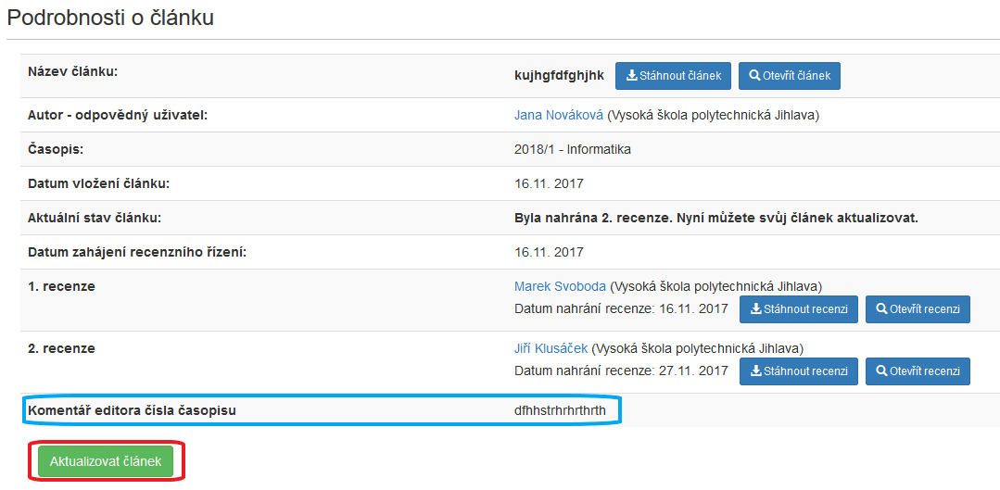 Podrobnosti o článku
Název článku: kujhgfdfghjhk Stáhnout článek Otevřít článek
Autor - odpovědný uživatel: Jana Nováková (Vysoká škola polytechnická Jihlava)
Časopis: 2018/1 - Informatika
Datum vložení článku: 16.11. 2017
Aktuální stav článku: Byla nahrána 2. recenze. Nyní můžete svůj článek aktualizovat.
Datum zahájení recenzního řízení: 16.11. 2017
1. recenze Marek Svoboda (Vysoká škola polytechnická Jihlava)
Datum nahrání recenze: 16.11. 2017 Stáhnout recenzi Otevřít recenzi
2. recenze Jiří Klusáček (Vysoká škola polytechnická Jihlava)
Datum nahrání recenze: 27.11. 2017 Stáhnout recenzi Otevřít recenzi
Komentář editora čísla časopisu dfhhstrhrhrthrth
Aktualizovat článek